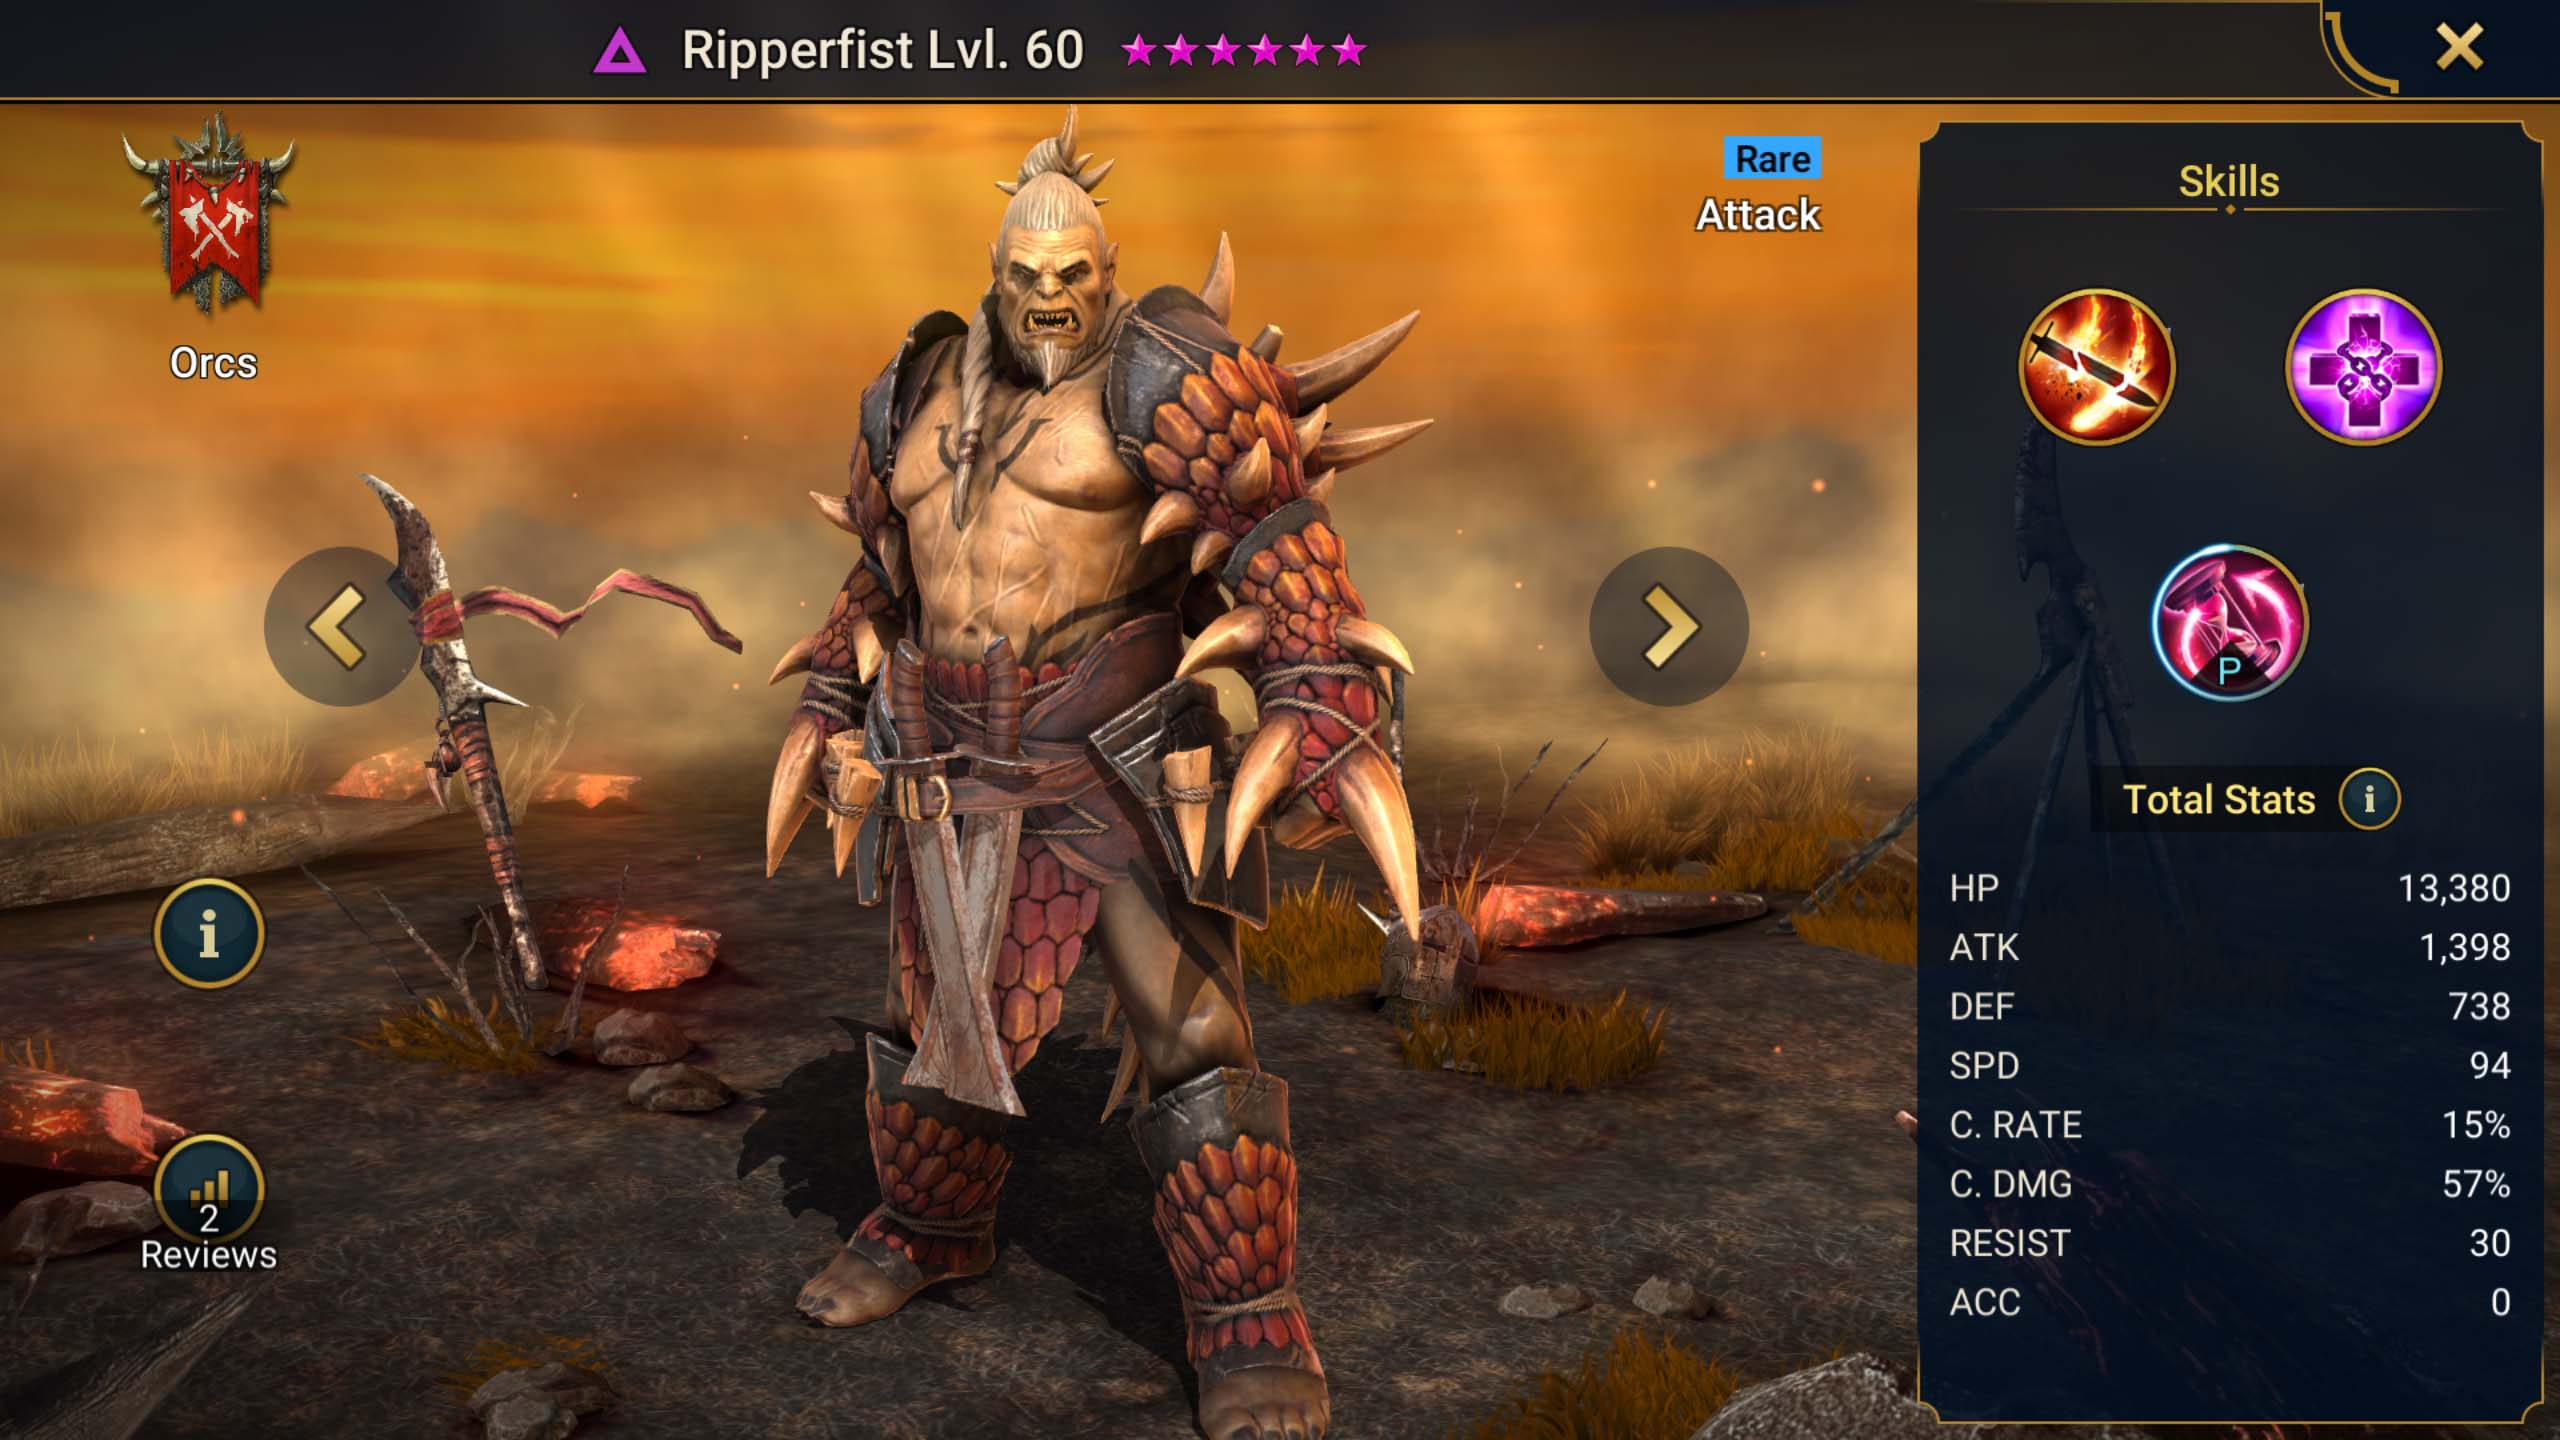 Ripperfist Lvl. 60
Orcs
Rare
Attack
Skills
P
Total Stats i
HP 13,380
ATK 1,398
DEF 738
SPD 94
C. RATE 15%
C. DMG 57%
RESIST 30
ACC 0
i
2
Reviews